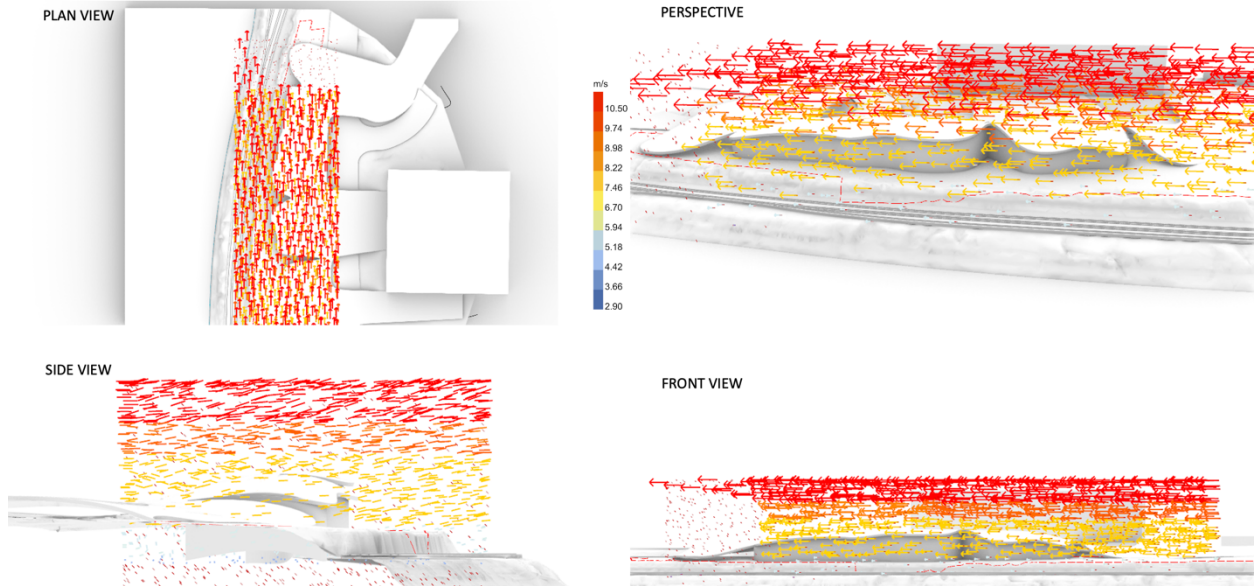 PLAN VIEW
PERSPECTIVE
m/s
10.50
9.74
8.98
8.22
7.46
6.70
5.94
5.18
4.42
3.66
2.90
SIDE VIEW
FRONT VIEW